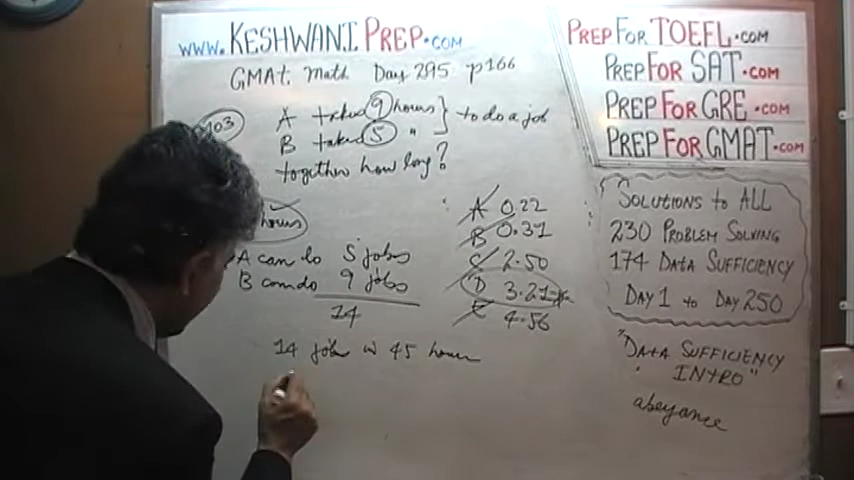 www.KESHWANIPREP.com
GMAT Math Day 295 p166
103
A takes 9 hours } to do a job
B takes 5 "
together how long?
hours
A can do 5 jobs
B can do 9 jobs
14
14 jobs in 45 hours
A 0.22
B 0.31
C 2.50
D 3.21
E 4.56
PREPFORTOEFL.com
PREPFORSAT.com
PREPFORGRE.com
PREPFORGMAT.com
SOLUTIONS to ALL
230 PROBLEM SOLVING
174 DATA SUFFICIENCY
DAY 1 to DAY 250
"DATA SUFFICIENCY
INTRO"
abeyance